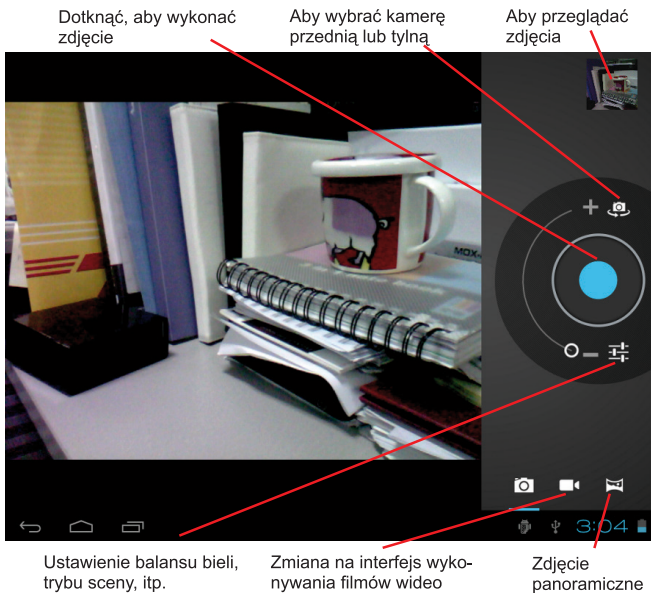 Dotknąć, aby wykonać
zdjęcie
Aby wybrać kamerę
przednią lub tylną
Aby przeglądać
zdjęcia
MOX-
3:04
Ustawienie balansu bieli,
trybu sceny, itp.
Zmiana na interfejs wyko-
nywania filmów wideo
Zdjęcie
panoramiczne